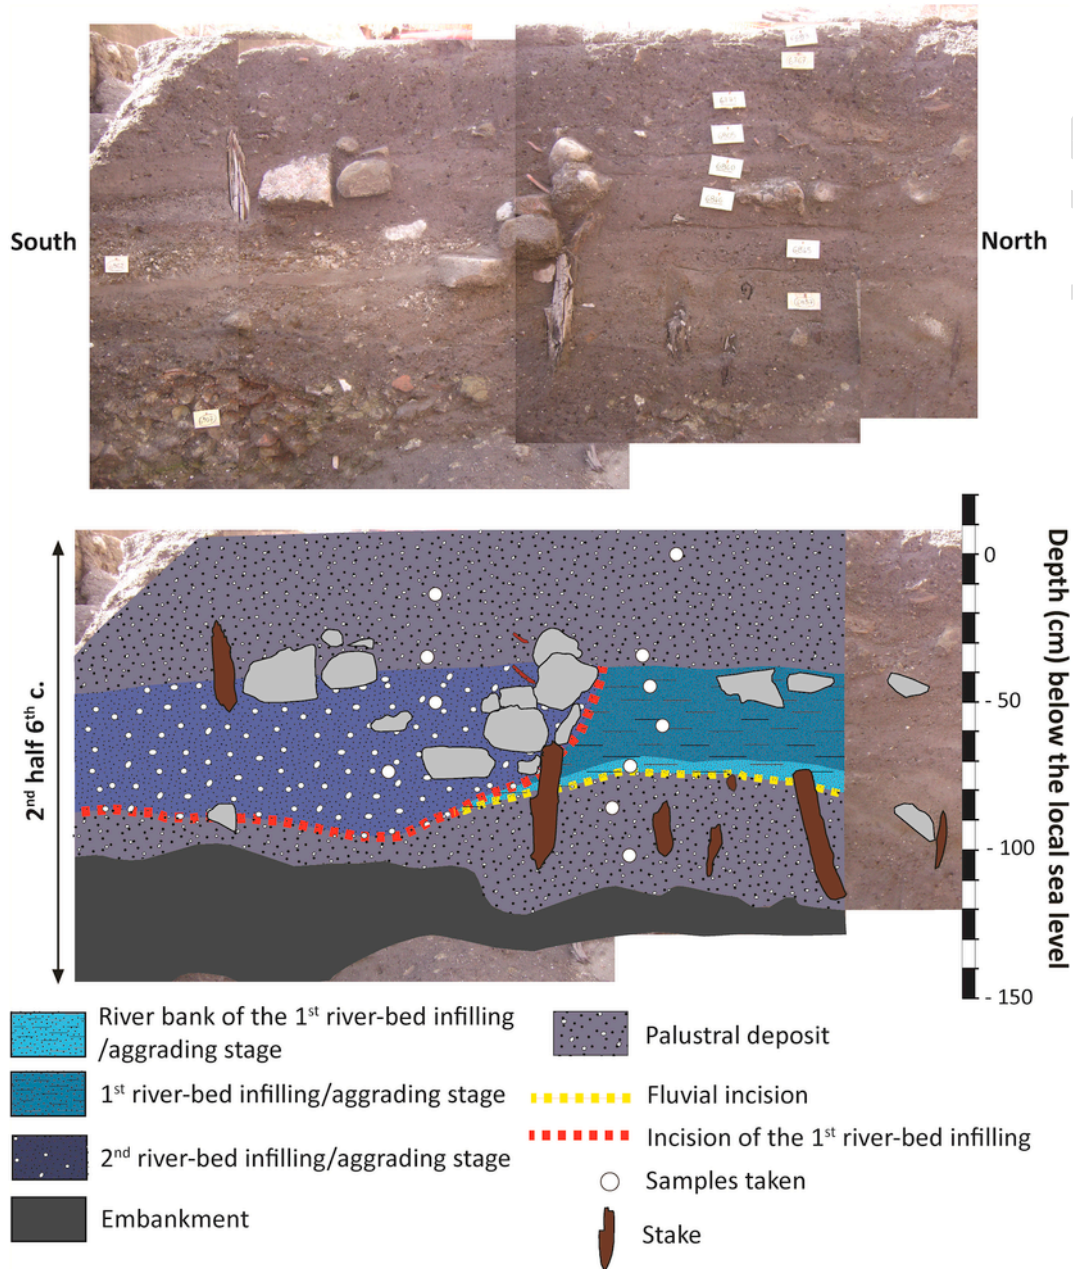 South
North
2nd half 6th c.
0
- 50
- 100
- 150
Depth (cm) below the local sea level
River bank of the 1st river-bed infilling
/aggrading stage
1st river-bed infilling/aggrading stage
2nd river-bed infilling/aggrading stage
Embankment
Palustral deposit
Fluvial incision
Incision of the 1st river-bed infilling
Samples taken
Stake